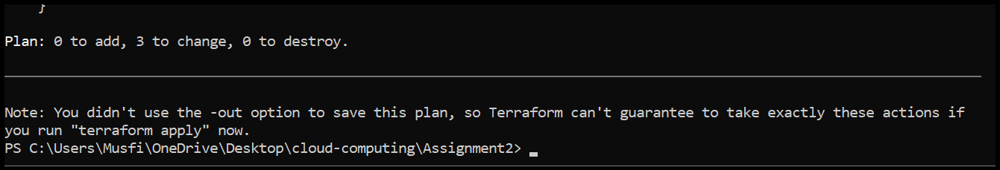 }
Plan: 0 to add, 3 to change, 0 to destroy.
Note: You didn't use the -out option to save this plan, so Terraform can't guarantee to take exactly these actions if
you run "terraform apply" now.
PS C:\Users\Musfi\OneDrive\Desktop\cloud-computing\Assignment2>